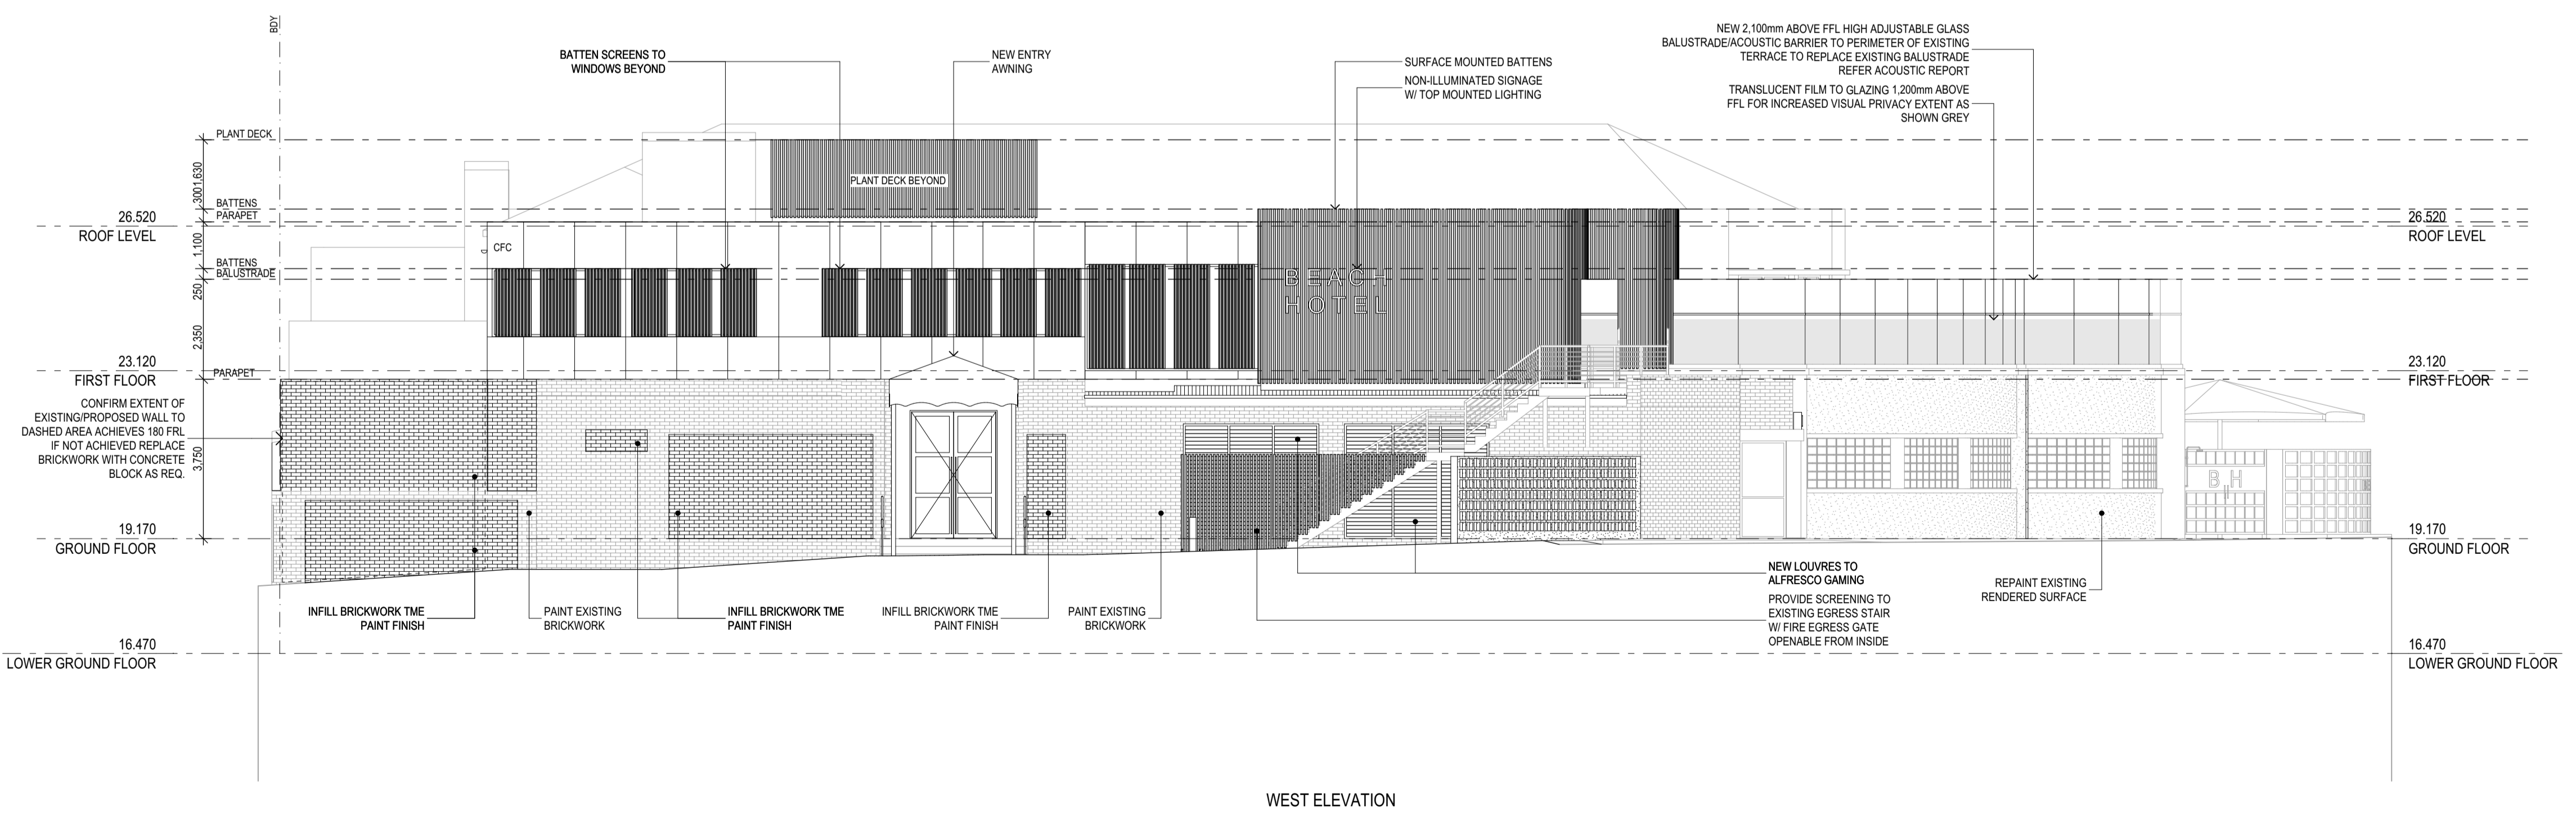 BDY
BATTEN SCREENS TO
WINDOWS BEYOND
NEW ENTRY
AWNING
SURFACE MOUNTED BATTENS
NON-ILLUMINATED SIGNAGE
W/ TOP MOUNTED LIGHTING
NEW 2,100mm ABOVE FFL HIGH ADJUSTABLE GLASS
BALUSTRADE/ACOUSTIC BARRIER TO PERIMETER OF EXISTING
TERRACE TO REPLACE EXISTING BALUSTRADE
REFER ACOUSTIC REPORT
TRANSLUCENT FILM TO GLAZING 1,200mm ABOVE
FFL FOR INCREASED VISUAL PRIVACY EXTENT AS
SHOWN GREY
PLANT DECK
1,630
300
PLANT DECK BEYOND
BATTENS
PARAPET
26.520
ROOF LEVEL
26.520
ROOF LEVEL
1,100
CFC
BATTENS
BALUSTRADE
250
BEACH
HOTEL
2,350
23.120
FIRST FLOOR
23.120
FIRST FLOOR
PARAPET
CONFIRM EXTENT OF
EXISTING/PROPOSED WALL TO
DASHED AREA ACHIEVES 180 FRL
IF NOT ACHIEVED REPLACE
BRICKWORK WITH CONCRETE
BLOCK AS REQ.
3,750
B H
H
19.170
GROUND FLOOR
19.170
GROUND FLOOR
NEW LOUVRES TO
ALFRESCO GAMING
PROVIDE SCREENING TO
EXISTING EGRESS STAIR
W/ FIRE EGRESS GATE
OPENABLE FROM INSIDE
REPAINT EXISTING
RENDERED SURFACE
INFILL BRICKWORK TME
PAINT FINISH
PAINT EXISTING
BRICKWORK
INFILL BRICKWORK TME
PAINT FINISH
INFILL BRICKWORK TME
PAINT FINISH
PAINT EXISTING
BRICKWORK
16.470
LOWER GROUND FLOOR
16.470
LOWER GROUND FLOOR
WEST ELEVATION